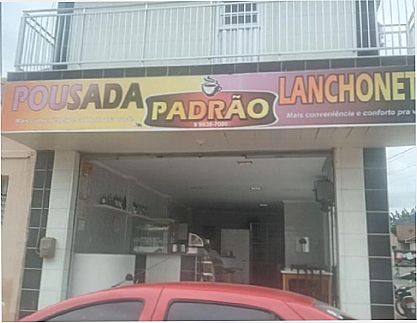 POUSADA
PADRÃO
LANCHONET
Mais conveniência e conforto pra v